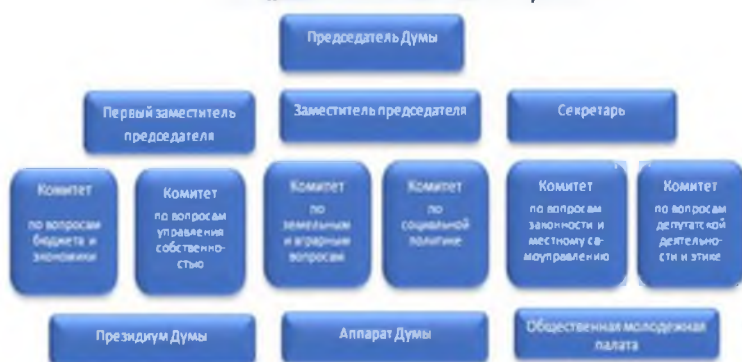 Председатель Думы
Первый заместитель
председателя
Заместитель председателя
Секретарь
Комитет
по вопросам
бюджета и
экономики
Комитет
по вопросам
управления
собственно-
стью
Комитет
по
земельным
и аграрным
вопросам
Комитет
по
социальной
политике
Комитет
по вопросам
законности и
местному са-
моуправлению
Комитет
по вопросам
депутатской
деятельно-
сти и этике
Президиум Думы
Аппарат Думы
Общественная молодежная
палата